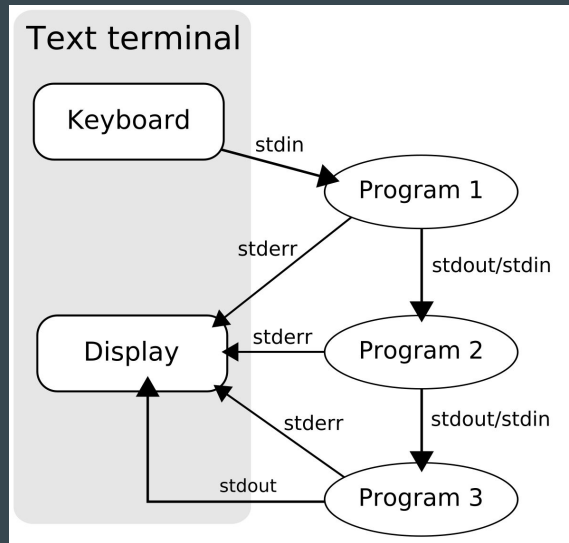 Text terminal
Keyboard
stdin
Program 1
stderr
stdout/stdin
Display
stderr
Program 2
stderr
stdout/stdin
stdout
Program 3